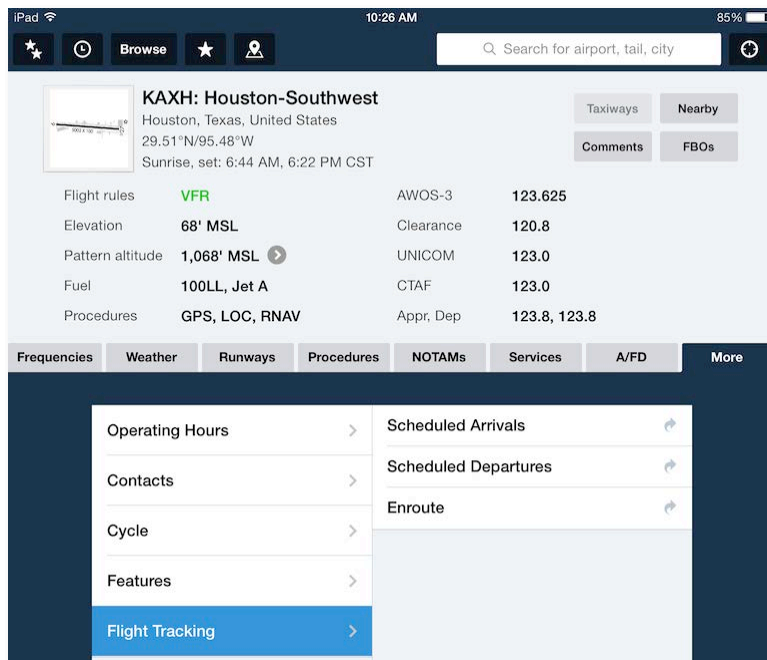 iPad 10:26 AM 85%
Browse Search for airport, tail, city
KAXH: Houston-Southwest
Houston, Texas, United States
29.51°N/95.48°W
Sunrise, set: 6:44 AM, 6:22 PM CST
Taxiways Nearby
Comments FBOs
Flight rules VFR AWOS-3 123.625
Elevation 68' MSL Clearance 120.8
Pattern altitude 1,068' MSL UNICOM 123.0
Fuel 100LL, Jet A CTAF 123.0
Procedures GPS, LOC, RNAV Appr, Dep 123.8, 123.8
Frequencies Weather Runways Procedures NOTAMs Services A/FD More
Operating Hours
Contacts
Cycle
Features
Flight Tracking
Scheduled Arrivals
Scheduled Departures
Enroute